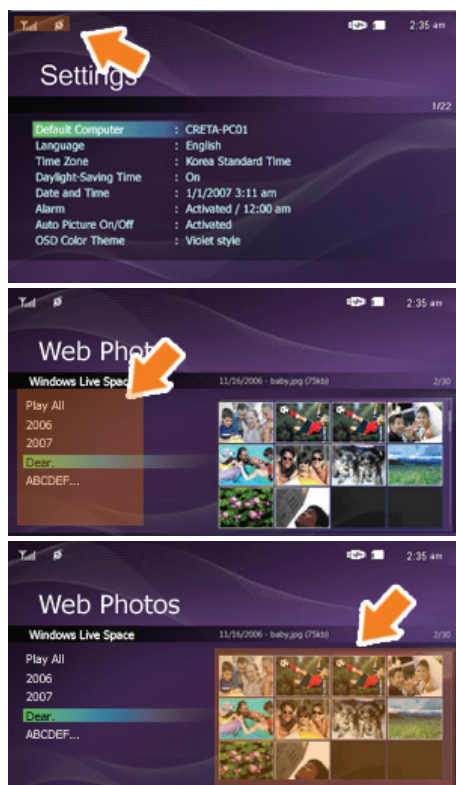 2:35 am
Settings
1/22
Default Computer : CRETA-PC01
Language : English
Time Zone : Korea Standard Time
Daylight-Saving Time : On
Date and Time : 1/1/2007 3:11 am
Alarm : Activated / 12:00 am
Auto Picture On/Off : Activated
OSD Color Theme : Violet style
2:35 am
Web Phot
Windows Live Space 11/16/2006 - baby.jpg (75kb) 2/30
Play All
2006
2007
Dear.
ABCDEF...
2:35 am
Web Photos
Windows Live Space 11/16/2006 - baby.jpg (75kb) 2/30
Play All
2006
2007
Dear.
ABCDEF...